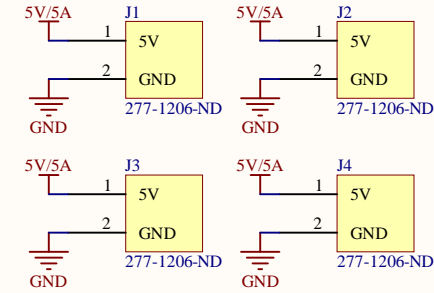 5V/5A J1
1 5V
2 GND
GND 277-1206-ND
5V/5A J2
1 5V
2 GND
GND 277-1206-ND
5V/5A J3
1 5V
2 GND
GND 277-1206-ND
5V/5A J4
1 5V
2 GND
GND 277-1206-ND